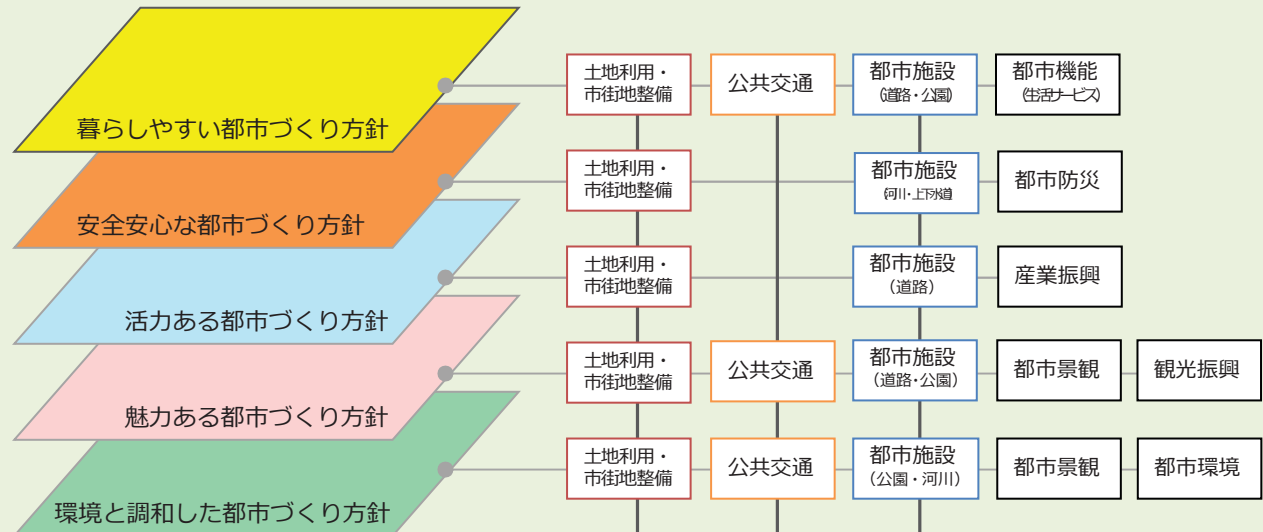 暮らしやすい都市づくり方針
土地利用・
市街地整備
公共交通
都市施設
(道路・公園)
都市機能
(生活サービス)
安全安心な都市づくり方針
土地利用・
市街地整備
都市施設
(河川・上下水道)
都市防災
活力ある都市づくり方針
土地利用・
市街地整備
都市施設
(道路)
産業振興
魅力ある都市づくり方針
土地利用・
市街地整備
公共交通
都市施設
(道路・公園)
都市景観
観光振興
環境と調和した都市づくり方針
土地利用・
市街地整備
公共交通
都市施設
(公園・河川)
都市景観
都市環境